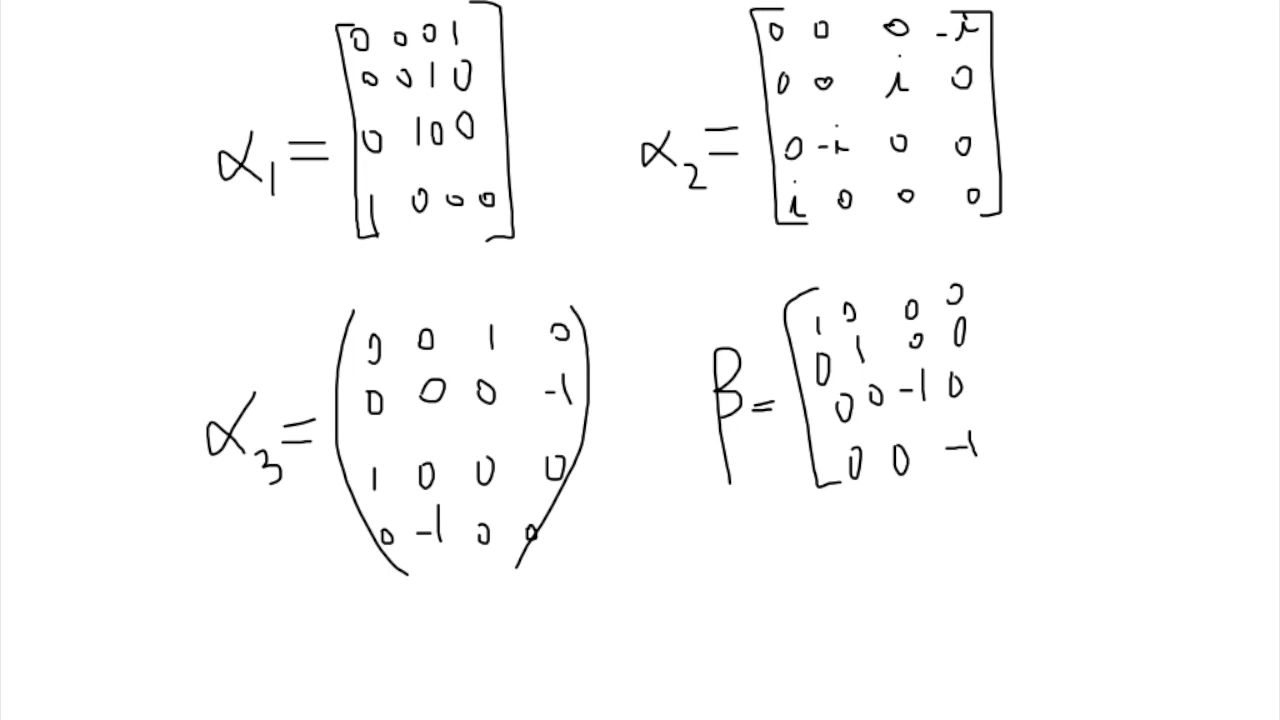 α₁ = [0 0 0 1
0 0 1 0
0 1 0 0
1 0 0 0]
α₂ = [0 0 0 -i
0 0 i 0
0 -i 0 0
i 0 0 0]
α₃ = (0 0 1 0
0 0 0 -1
1 0 0 0
0 -1 0 0)
β = [1 0 0 0
0 1 0 0
0 0 -1 0
0 0 -1